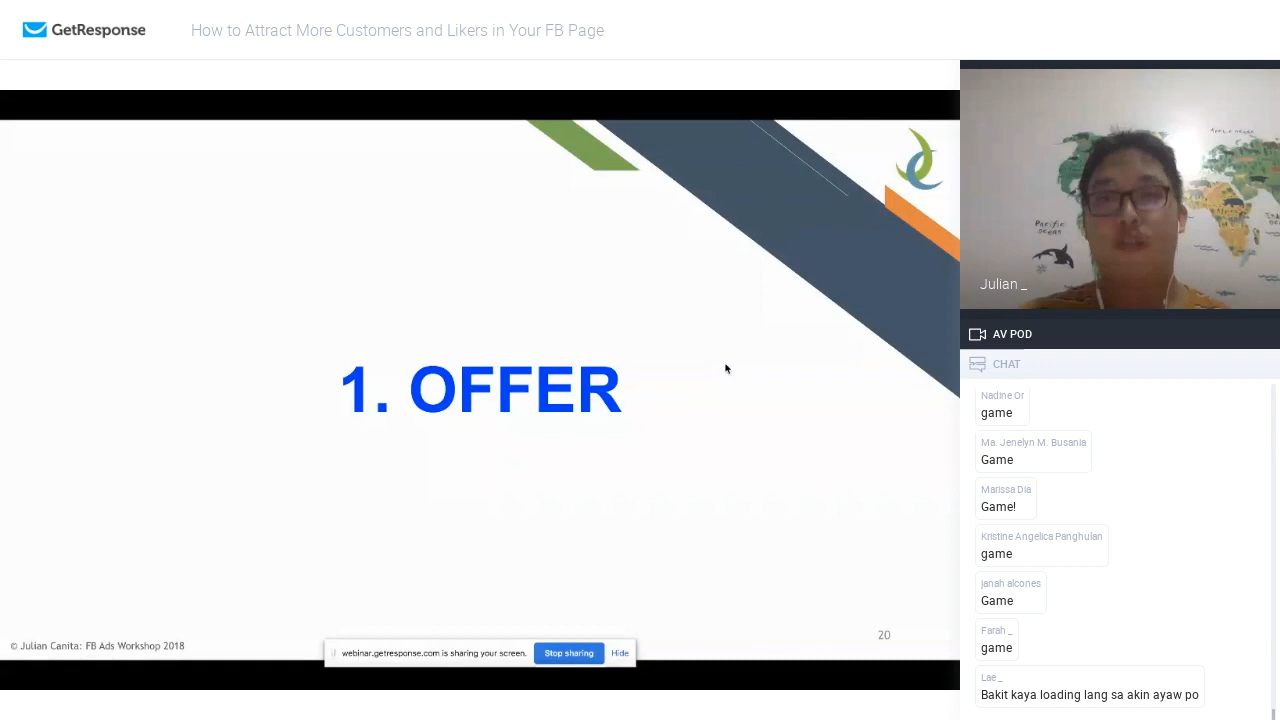 GetResponse
How to Attract More Customers and Likers in Your FB Page
1. OFFER
© Julian Canita: FB Ads Workshop 2018
20
webinar.getresponse.com is sharing your screen.
Stop sharing
Hide
Pacific
Ocean
Julian _
AV POD
CHAT
Nadine Or
game
Ma. Jenelyn M. Busania
Game
Marissa Dia
Game!
Kristine Angelica Panghulan
game
janah alcones
Game
Farah _
game
Lae _
Bakit kaya loading lang sa akin ayaw po